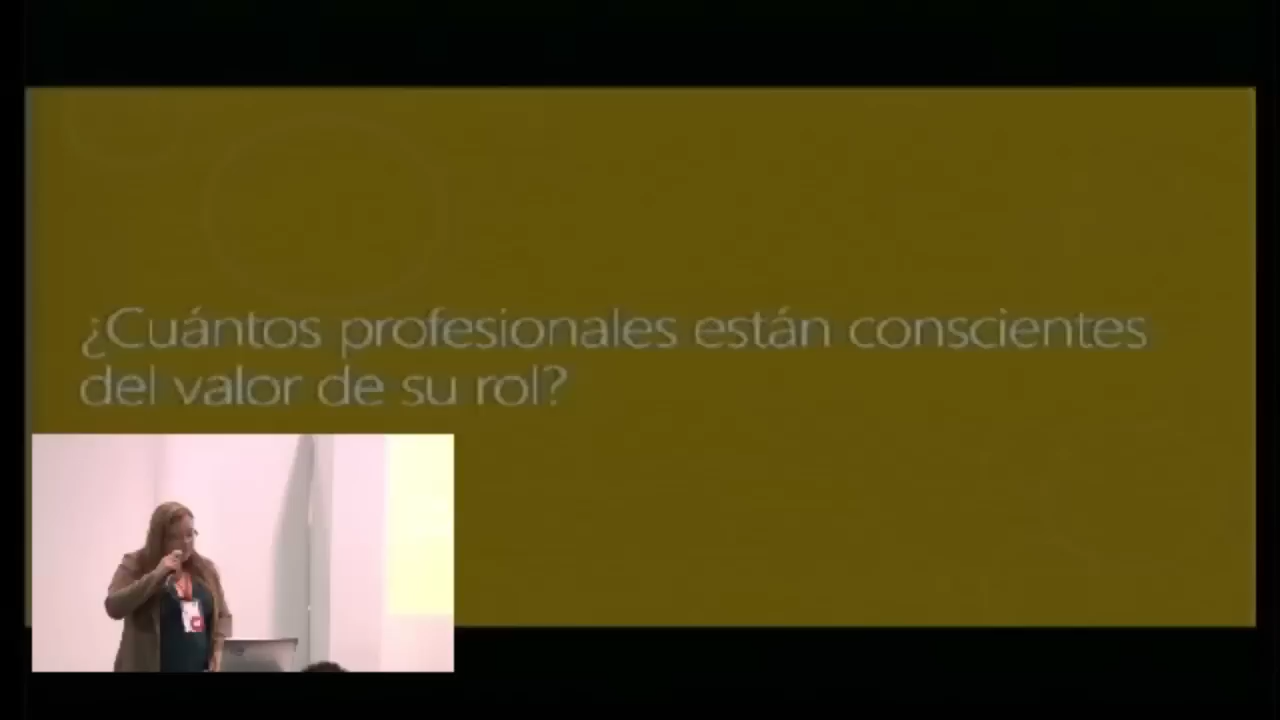 ¿Cuántos profesionales están conscientes
del valor de su rol?